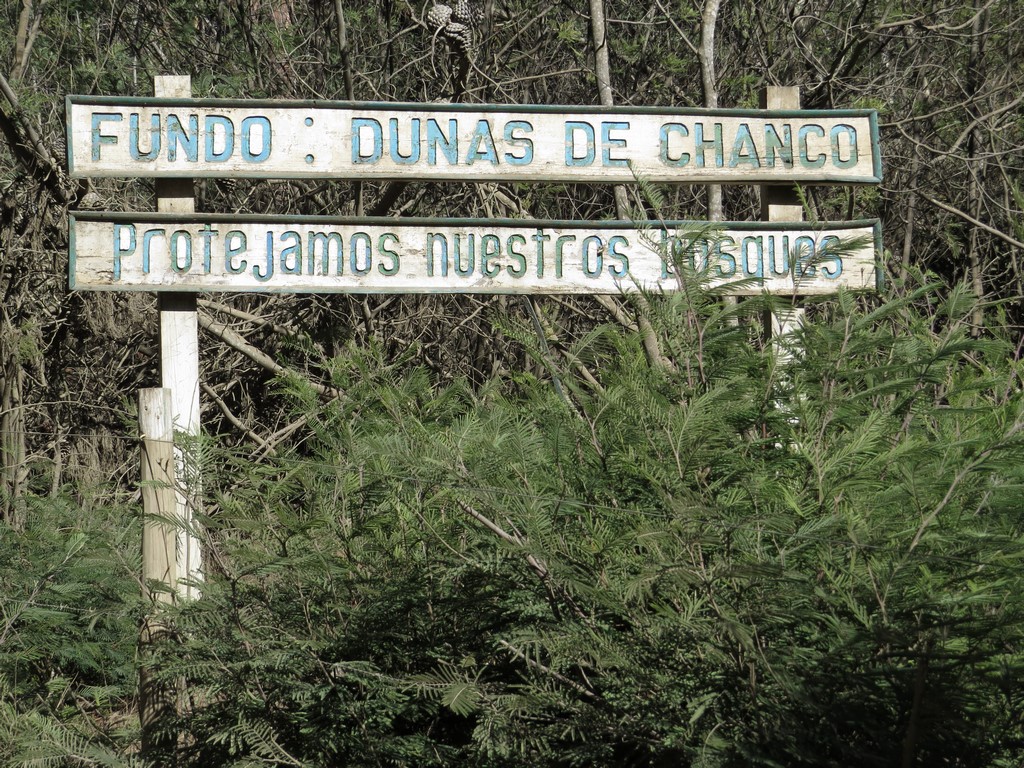 FUNDO : DUNAS DE CHANCO
Protejamos nuestros bosques